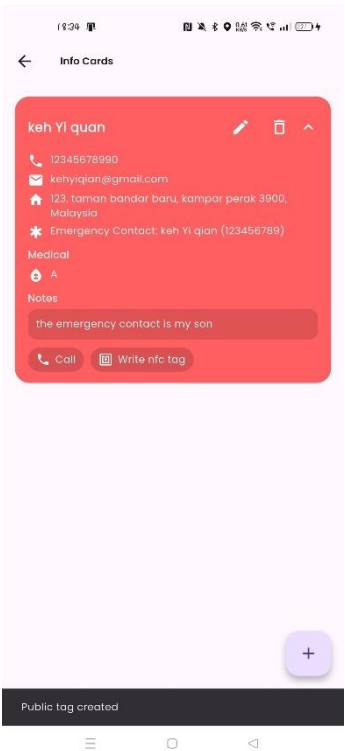 18:34
Info Cards
keh Yi quan
12345678990
kehyiqian@gmail.com
123, taman bandar baru, kampar perak 3900,
Malaysia
Emergency Contact: keh Yi qian (123456789)
Medical
A
Notes
the emergency contact is my son
Call
Write nfc tag
Public tag created